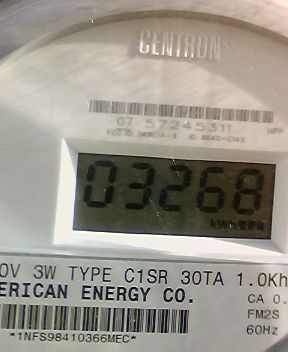 CENTRON®
07 57245311
03268
0V 3W TYPE C1SR 30TA 1.0Kh
ERICAN ENERGY CO.
CA 0.
FM2S
60Hz
*1NFS98410366MEC*